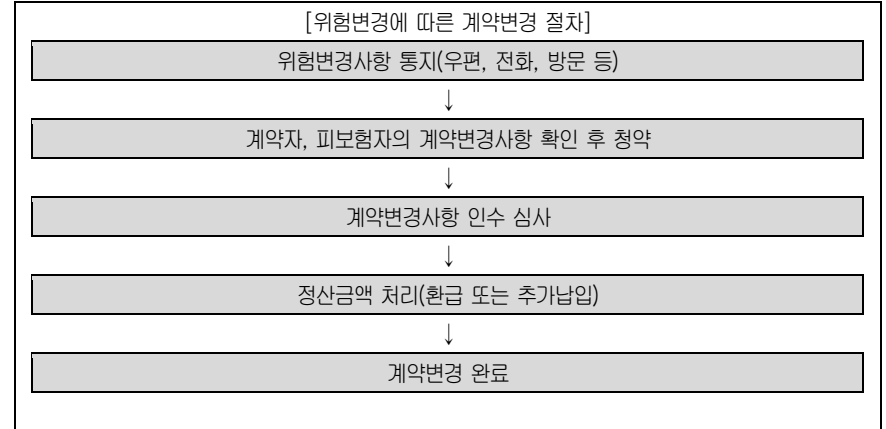 [위험변경에 따른 계약변경 절차]
위험변경사항 통지(우편, 전화, 방문 등)
↓
계약자, 피보험자의 계약변경사항 확인 후 청약
↓
계약변경사항 인수 심사
↓
정산금액 처리(환급 또는 추가납입)
↓
계약변경 완료